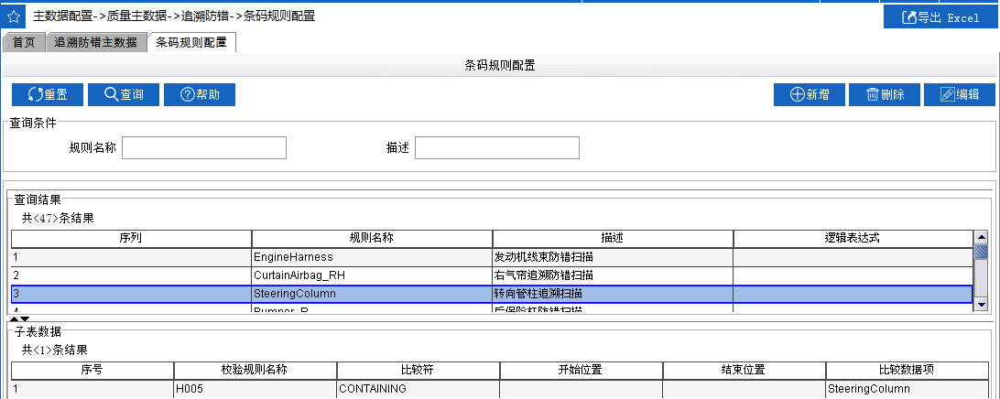 主数据配置->质量主数据->追溯防错->条码规则配置
导出 Excel
首页 追溯防错主数据 条码规则配置
条码规则配置
重置 查询 帮助 新增 删除 编辑
查询条件
规则名称 描述
查询结果
共<47>条结果
序列 规则名称 描述 逻辑表达式
1 EngineHarness 发动机线束防错扫描
2 CurtainAirbag_RH 右气帘追溯防错扫描
3 SteeringColumn 转向管柱追溯扫描
4 Bumper_R 后保险杠防错扫描
子表数据
共<1>条结果
序号 校验规则名称 比较符 开始位置 结束位置 比较数据项
1 H005 CONTAINING SteeringColumn